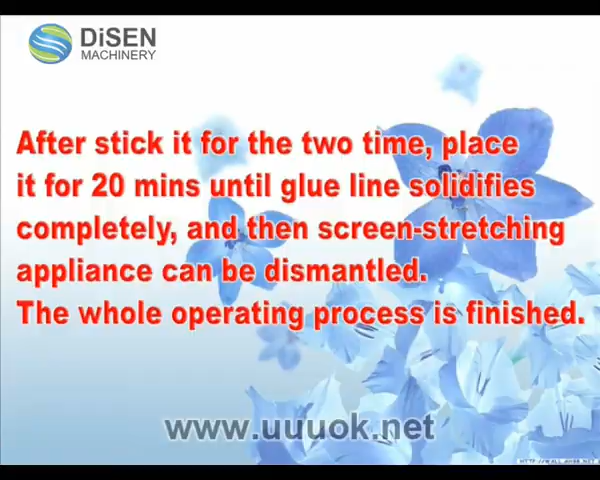 DiSEN
MACHINERY
After stick it for the two time, place
it for 20 mins until glue line solidifies
completely, and then screen-stretching
appliance can be dismantled.
The whole operating process is finished.
www.uuuok.net